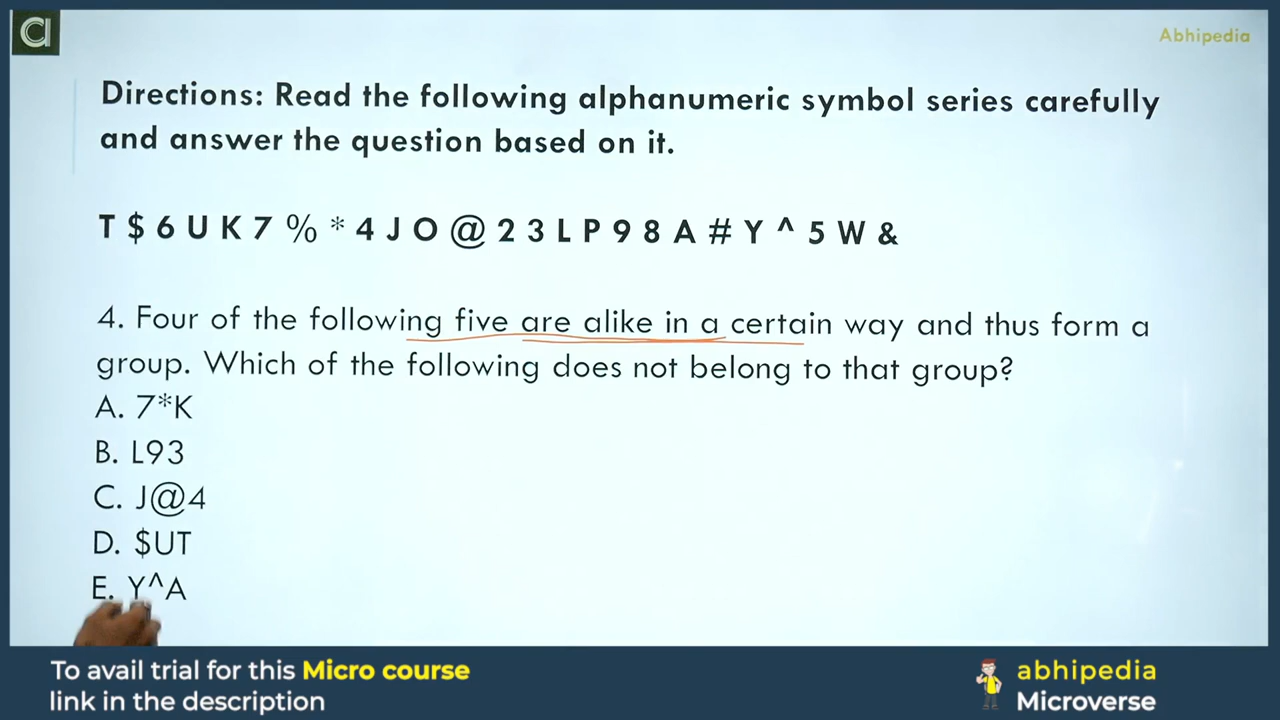 a
Abhipedia
Directions: Read the following alphanumeric symbol series carefully
and answer the question based on it.
T $ 6 U K 7 % * 4 J O @ 2 3 L P 9 8 A # Y ^ 5 W &
4. Four of the following five are alike in a certain way and thus form a
group. Which of the following does not belong to that group?
A. 7*K
B. L93
C. J@4
D. $UT
E. Y^A
To avail trial for this Micro course
link in the description
abhipedia
Microverse